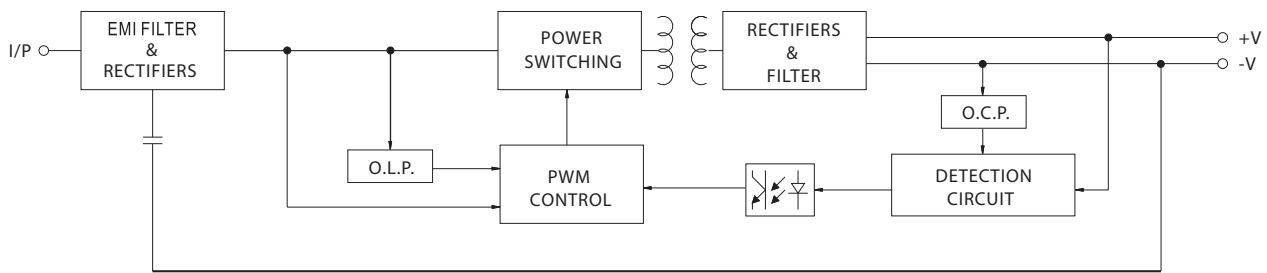 I/P
EMI FILTER
&
RECTIFIERS
POWER
SWITCHING
RECTIFIERS
&
FILTER
+V
-V
O.C.P.
O.L.P.
PWM
CONTROL
DETECTION
CIRCUIT